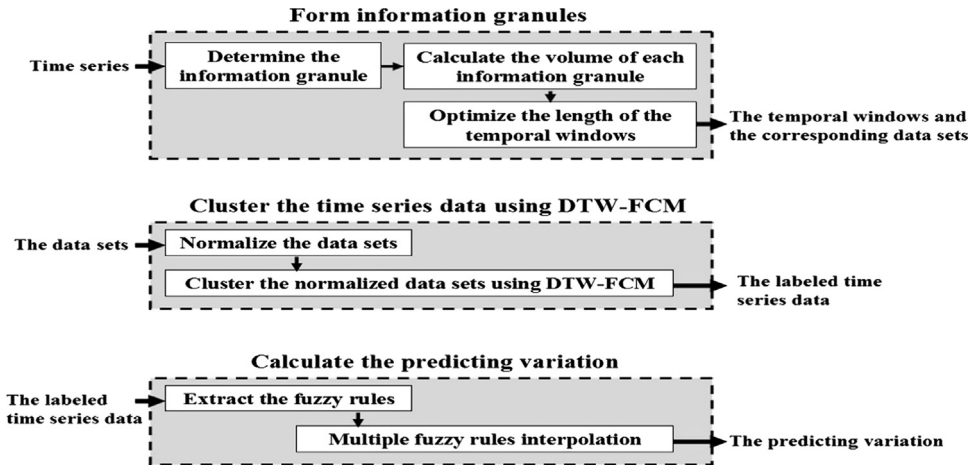 Form information granules
Time series
Determine the
information granule
Calculate the volume of each
information granule
Optimize the length of the
temporal windows
The temporal windows and
the corresponding data sets
Cluster the time series data using DTW-FCM
The data sets
Normalize the data sets
Cluster the normalized data sets using DTW-FCM
The labeled time
series data
Calculate the predicting variation
The labeled
time series data
Extract the fuzzy rules
Multiple fuzzy rules interpolation
The predicting variation